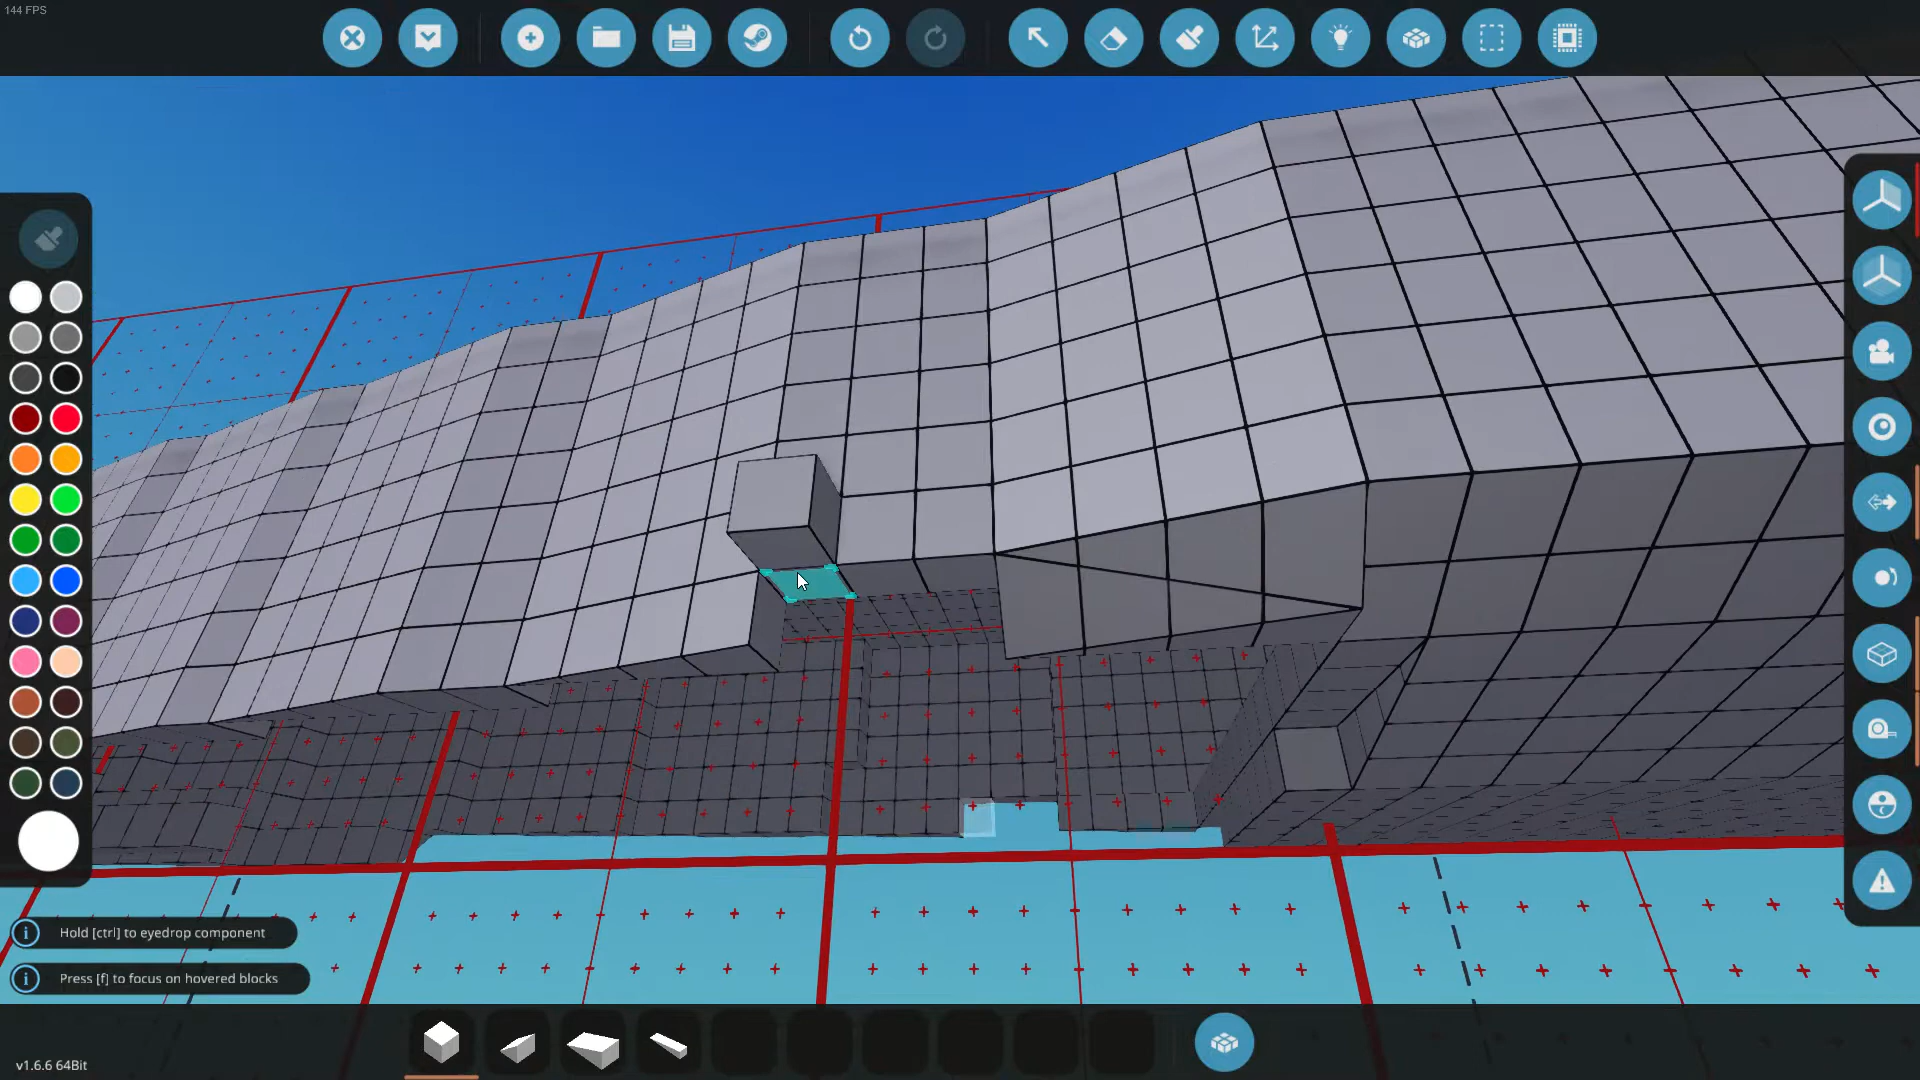 144 FPS
Hold [ctrl] to eyedrop component
Press [f] to focus on hovered blocks
v1.6.6 64Bit